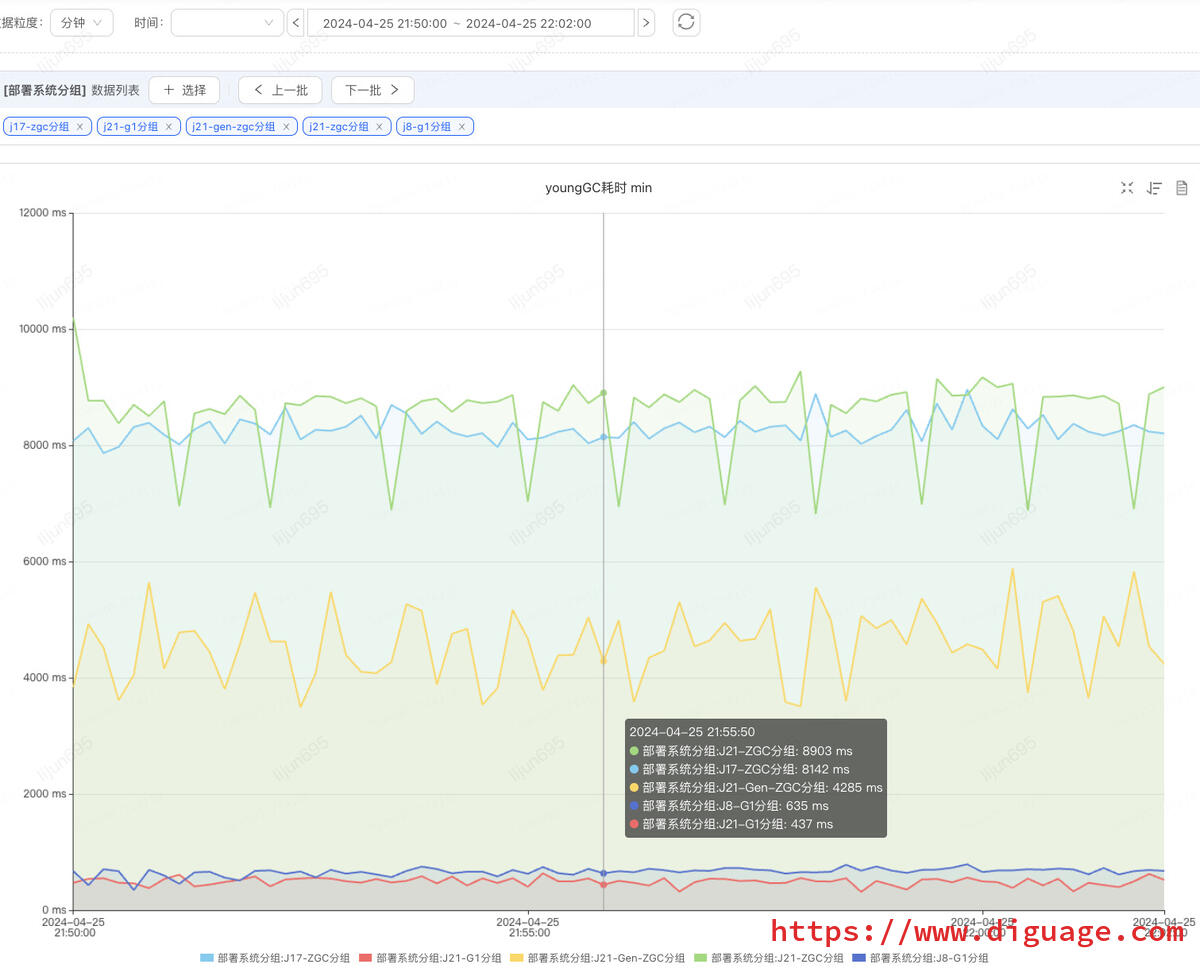 据粒度: 分钟 时间: 2024-04-25 21:50:00 ~ 2024-04-25 22:02:00
[部署系统分组] 数据列表 + 选择 < 上一批 下一批 >
j17-zgc分组 × j21-g1分组 × j21-gen-zgc分组 × j21-zgc分组 × j8-g1分组 ×
youngGC耗时 min
12000 ms
10000 ms
8000 ms
6000 ms
4000 ms
2000 ms
0 ms
2024-04-25 21:55:50
部署系统分组:J21-ZGC分组: 8903 ms
部署系统分组:J17-ZGC分组: 8142 ms
部署系统分组:J21-Gen-ZGC分组: 4285 ms
部署系统分组:J8-G1分组: 635 ms
部署系统分组:J21-G1分组: 437 ms
2024-04-25 2024-04-25 2024-04-25 2024-04-25
21:50:00 21:55:00 22:00:00 22:02:00
https://www.diguage.com
部署系统分组:J17-ZGC分组 部署系统分组:J21-G1分组 部署系统分组:J21-Gen-ZGC分组 部署系统分组:J21-ZGC分组 部署系统分组:J8-G1分组
lijun695